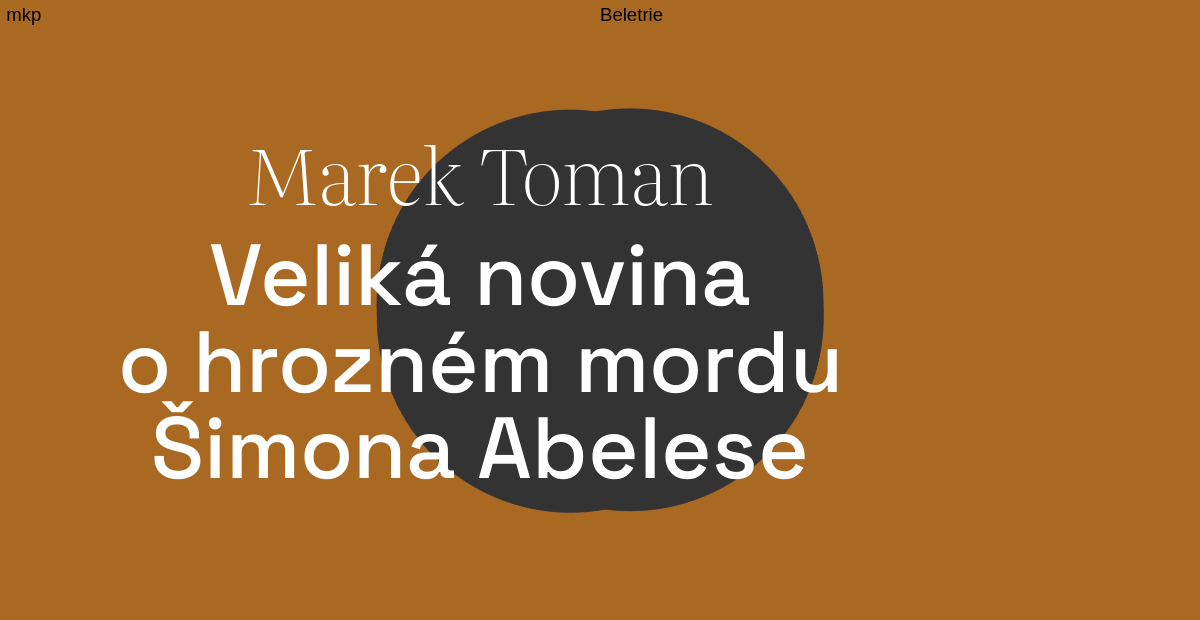 mkp
Beletrie
Marek Toman
Veliká novina
o hrozném mordu
Šimona Abelese